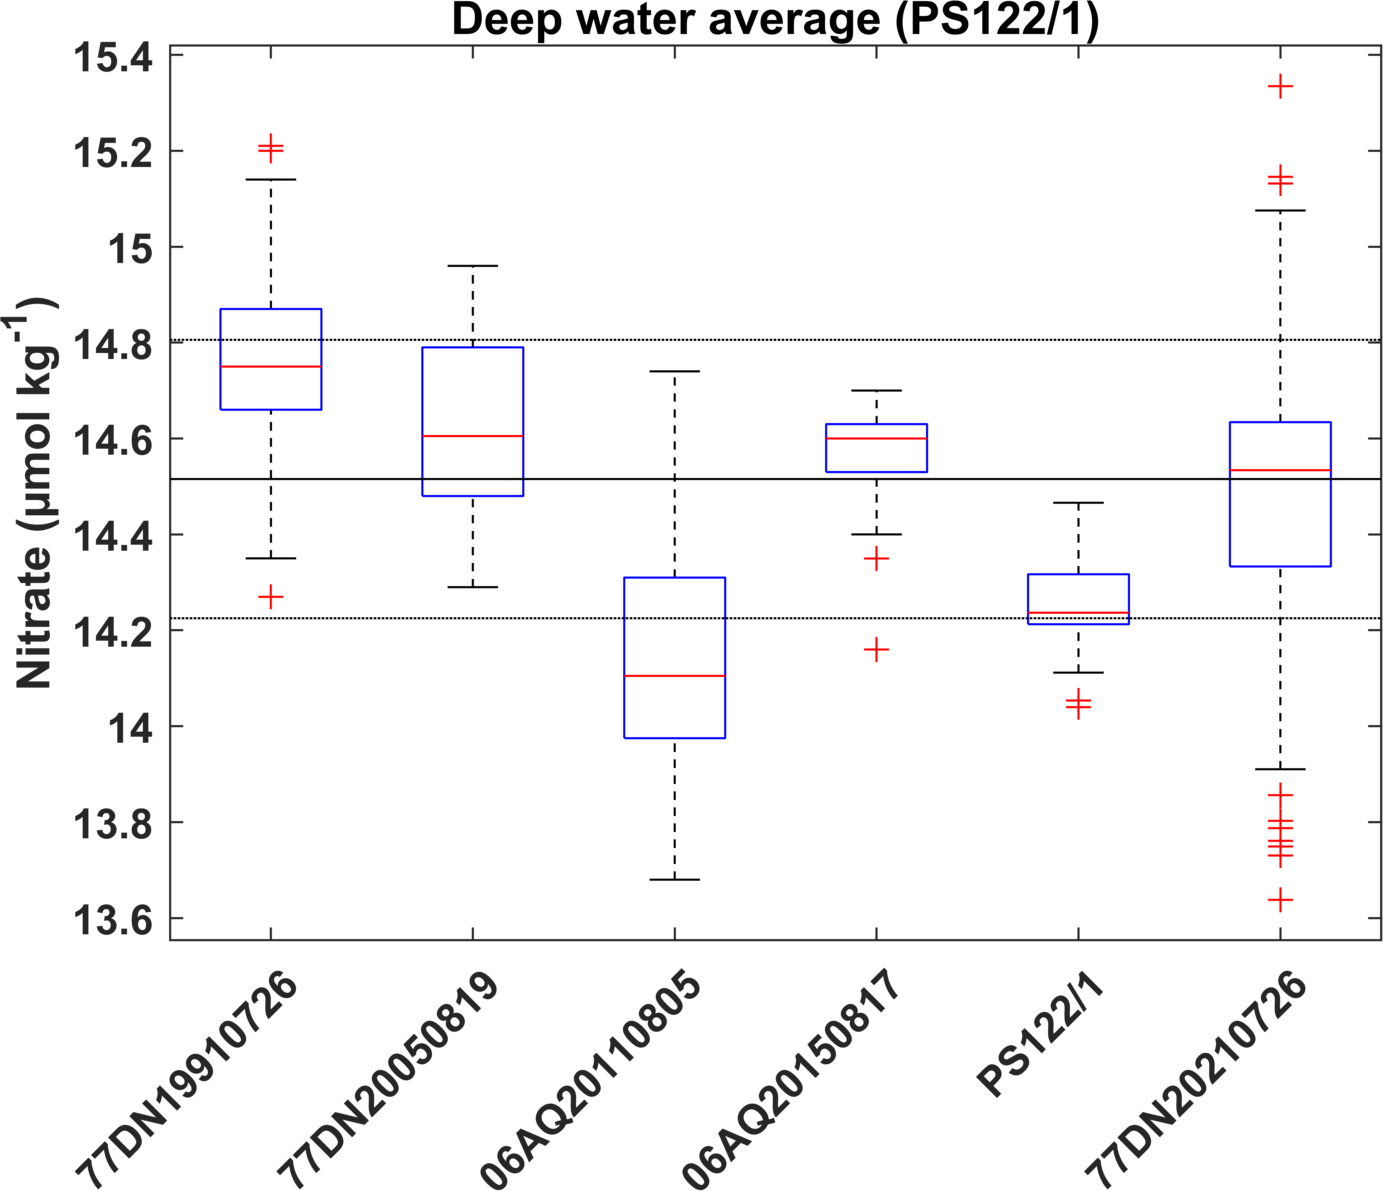 Deep water average (PS122/1)
Nitrate (µmol kg⁻¹)
15.4
15.2
15
14.8
14.6
14.4
14.2
14
13.8
13.6
77DN19910726
77DN20050819
06AQ20110805
06AQ20150817
PS122/1
77DN20210726